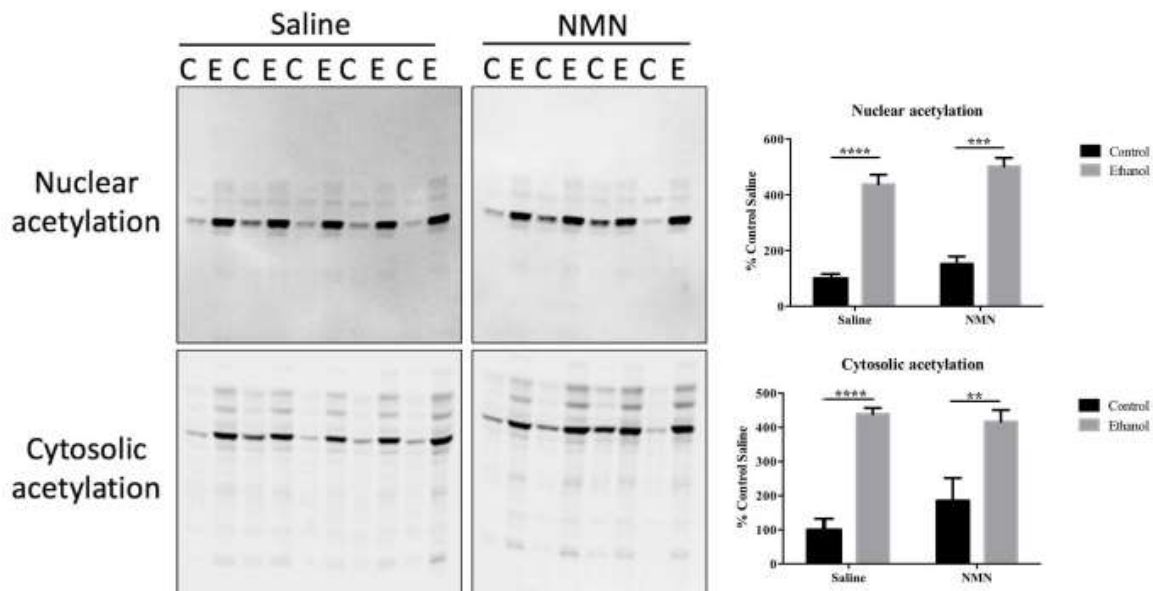 Saline
NMN
C E C E C E C E C E
C E C E C E C E
Nuclear
acetylation
Cytosolic
acetylation
Nuclear acetylation
% Control Saline
600
400
200
0
****
***
Saline
NMN
Control
Ethanol
Cytosolic acetylation
% Control Saline
500
400
300
200
100
0
****
**
Saline
NMN
Control
Ethanol